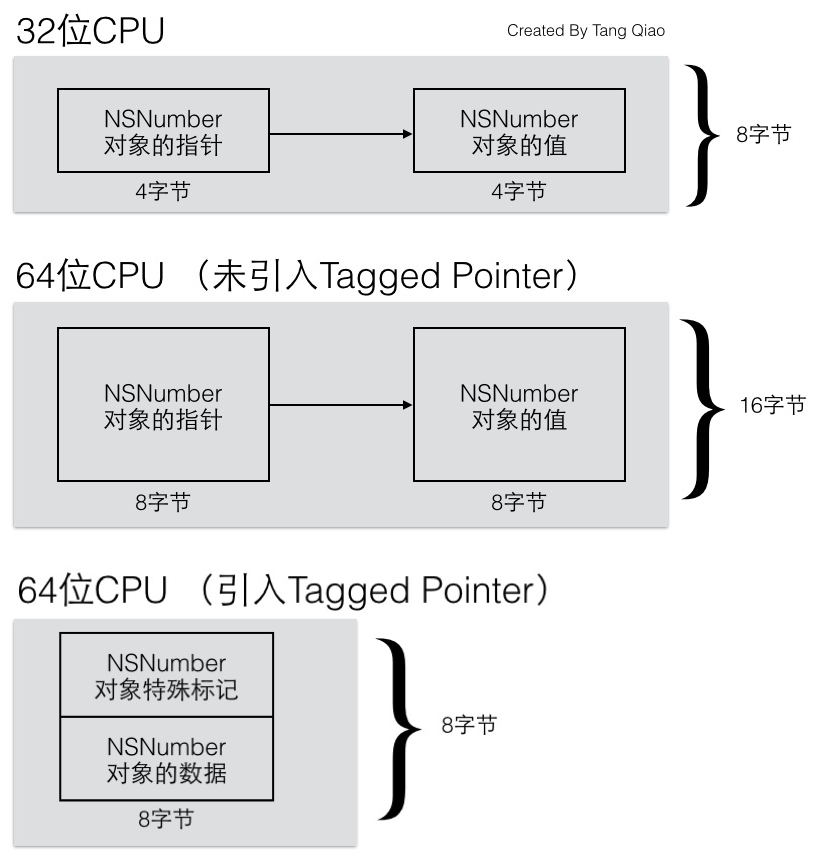 32位CPU
Created By Tang Qiao
NSNumber
对象的指针
NSNumber
对象的值
4字节
4字节
8字节
64位CPU （未引入Tagged Pointer）
NSNumber
对象的指针
NSNumber
对象的值
8字节
8字节
16字节
64位CPU （引入Tagged Pointer）
NSNumber
对象特殊标记
NSNumber
对象的数据
8字节
8字节